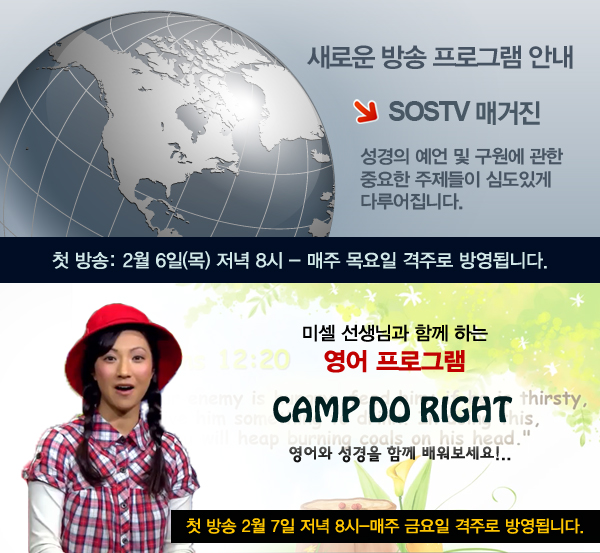 새로운 방송 프로그램 안내
SOSTV 매거진
성경의 예언 및 구원에 관한
중요한 주제들이 심도있게
다루어집니다.
첫 방송: 2월 6일(목) 저녁 8시 - 매주 목요일 격주로 방영됩니다.
미셸 선생님과 함께 하는
영어 프로그램
12:20
CAMP DO RIGHT
enemy is thirsty,
him this,
heap burning coals on his head."
영어와 성경을 함께 배워보세요!..
첫 방송 2월 7일 저녁 8시-매주 금요일 격주로 방영됩니다.